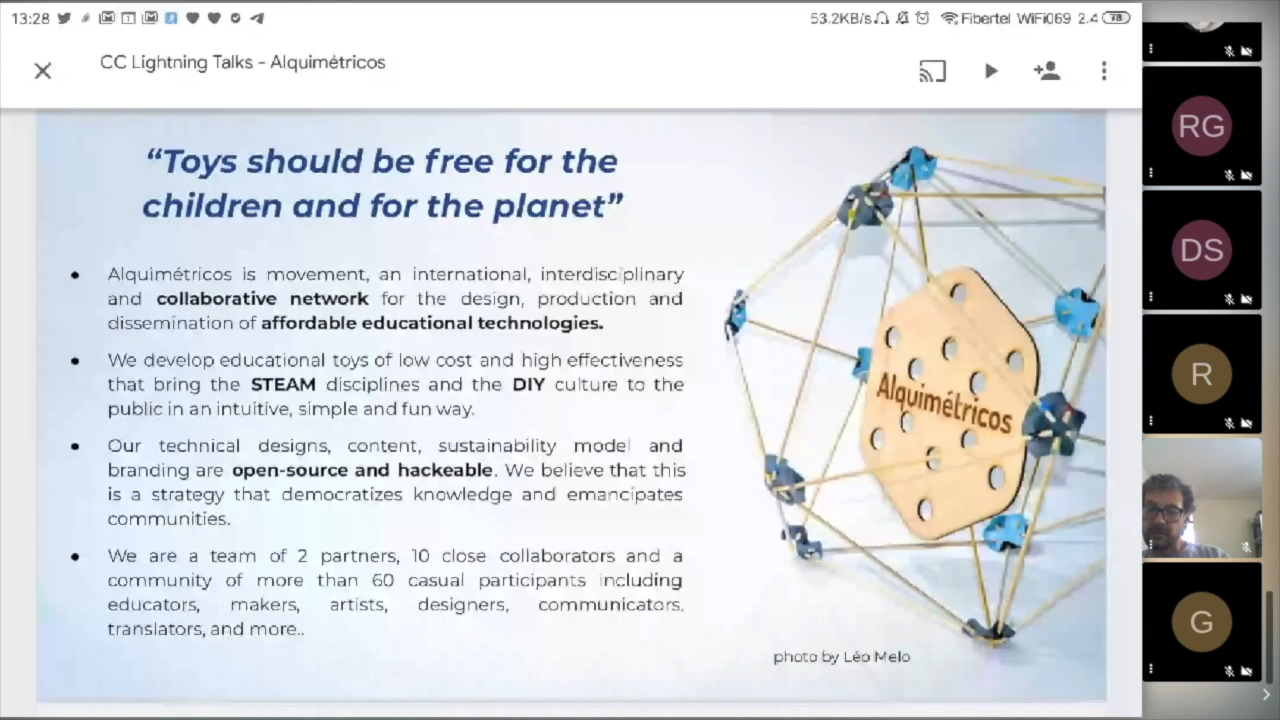 13:28
53.2KB/s
Fibertel WiFi069 2.4
78
CC Lightning Talks - Alquimétricos
“Toys should be free for the
children and for the planet”
Alquimétricos is movement, an international, interdisciplinary
and collaborative network for the design, production and
dissemination of affordable educational technologies.
We develop educational toys of low cost and high effectiveness
that bring the STEAM disciplines and the DIY culture to the
public in an intuitive, simple and fun way.
Our technical designs, content, sustainability model and
branding are open-source and hackeable. We believe that this
is a strategy that democratizes knowledge and emancipates
communities.
We are a team of 2 partners, 10 close collaborators and a
community of more than 60 casual participants including
educators, makers, artists, designers, communicators,
translators, and more..
Alquimétricos
photo by Léo Melo
RG
DS
R
G